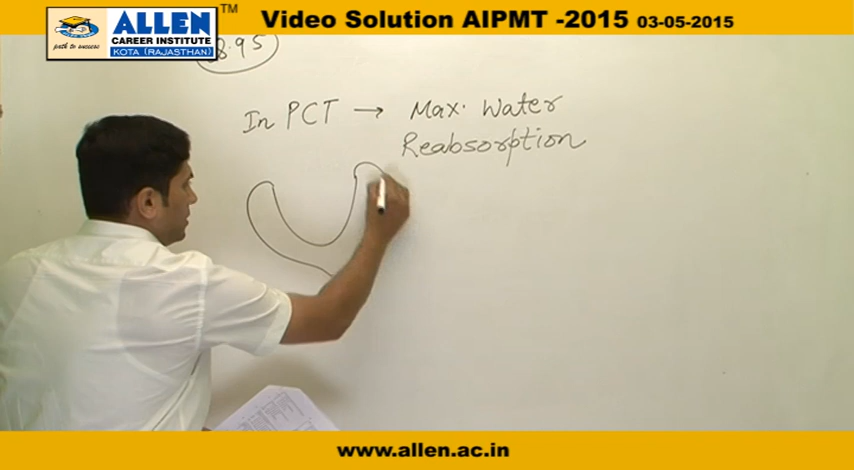 ALLEN
CAREER INSTITUTE
KOTA (RAJASTHAN)
path to success
TM
Video Solution AIPMT -2015 03-05-2015
In PCT → Max. Water
Reabsorption
www.allen.ac.in